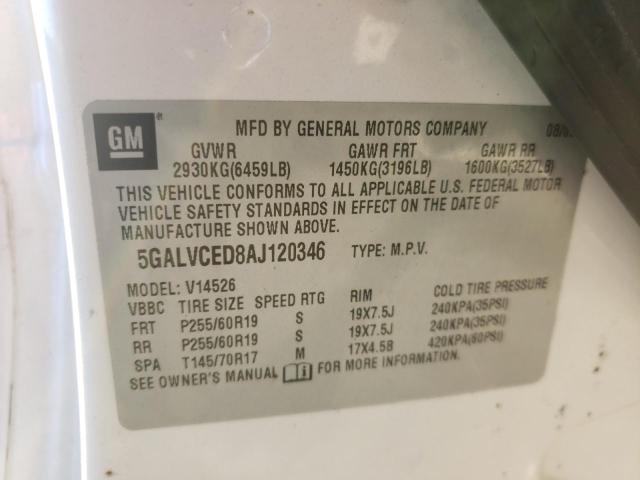 GM
®
MFD BY GENERAL MOTORS COMPANY
GVWR GAWR FRT GAWR RR
2930KG(6459LB) 1450KG(3196LB) 1600KG(3527LB)
THIS VEHICLE CONFORMS TO ALL APPLICABLE U.S. FEDERAL MOTOR
VEHICLE SAFETY STANDARDS IN EFFECT ON THE DATE OF
MANUFACTURE SHOWN ABOVE.
5GALVCED8AJ120346 TYPE: M.P.V.
MODEL: V14526
VBBC TIRE SIZE SPEED RTG RIM COLD TIRE PRESSURE
FRT P255/60R19 S 19X7.5J 240KPA(35PSI)
RR P255/60R19 S 19X7.5J 240KPA(35PSI)
SPA T145/70R17 M 17X4.5B 420KPA(60PSI)
SEE OWNER'S MANUAL FOR MORE INFORMATION.